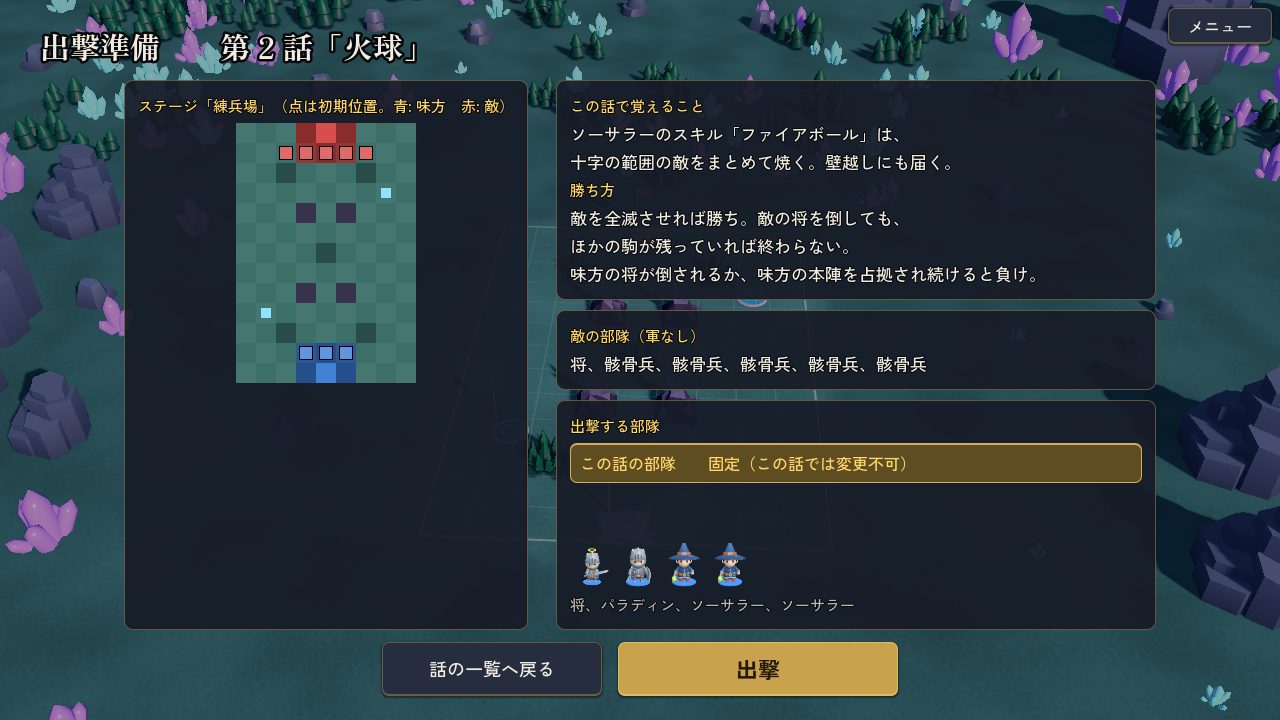 出撃準備　　第２話「火球」
メニュー
ステージ「練兵場」（点は初期位置。青: 味方　赤: 敵）
この話で覚えること
ソーサラーのスキル「ファイアボール」は、
十字の範囲の敵をまとめて焼く。壁越しにも届く。
勝ち方
敵を全滅させれば勝ち。敵の将を倒しても、
ほかの駒が残っていれば終わらない。
味方の将が倒されるか、味方の本陣を占拠され続けると負け。
敵の部隊（軍なし）
将、骸骨兵、骸骨兵、骸骨兵、骸骨兵、骸骨兵
出撃する部隊
この話の部隊　　固定（この話では変更不可）
将、パラディン、ソーサラー、ソーサラー
話の一覧へ戻る
出撃